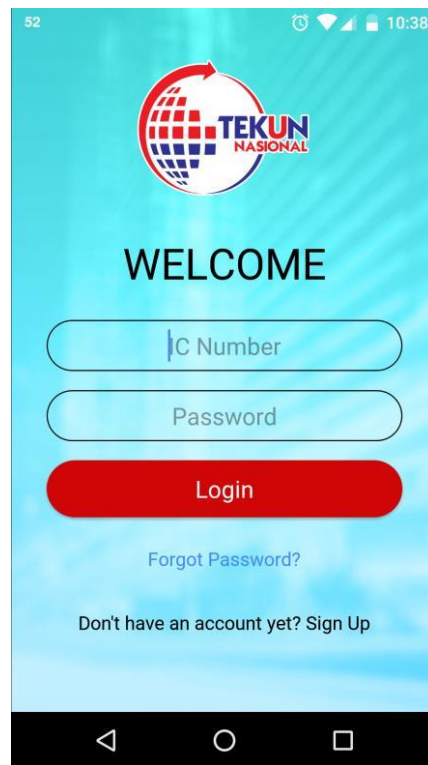 52
10:38
TEKUN
NASIONAL
WELCOME
IC Number
Password
Login
Forgot Password?
Don't have an account yet? Sign Up